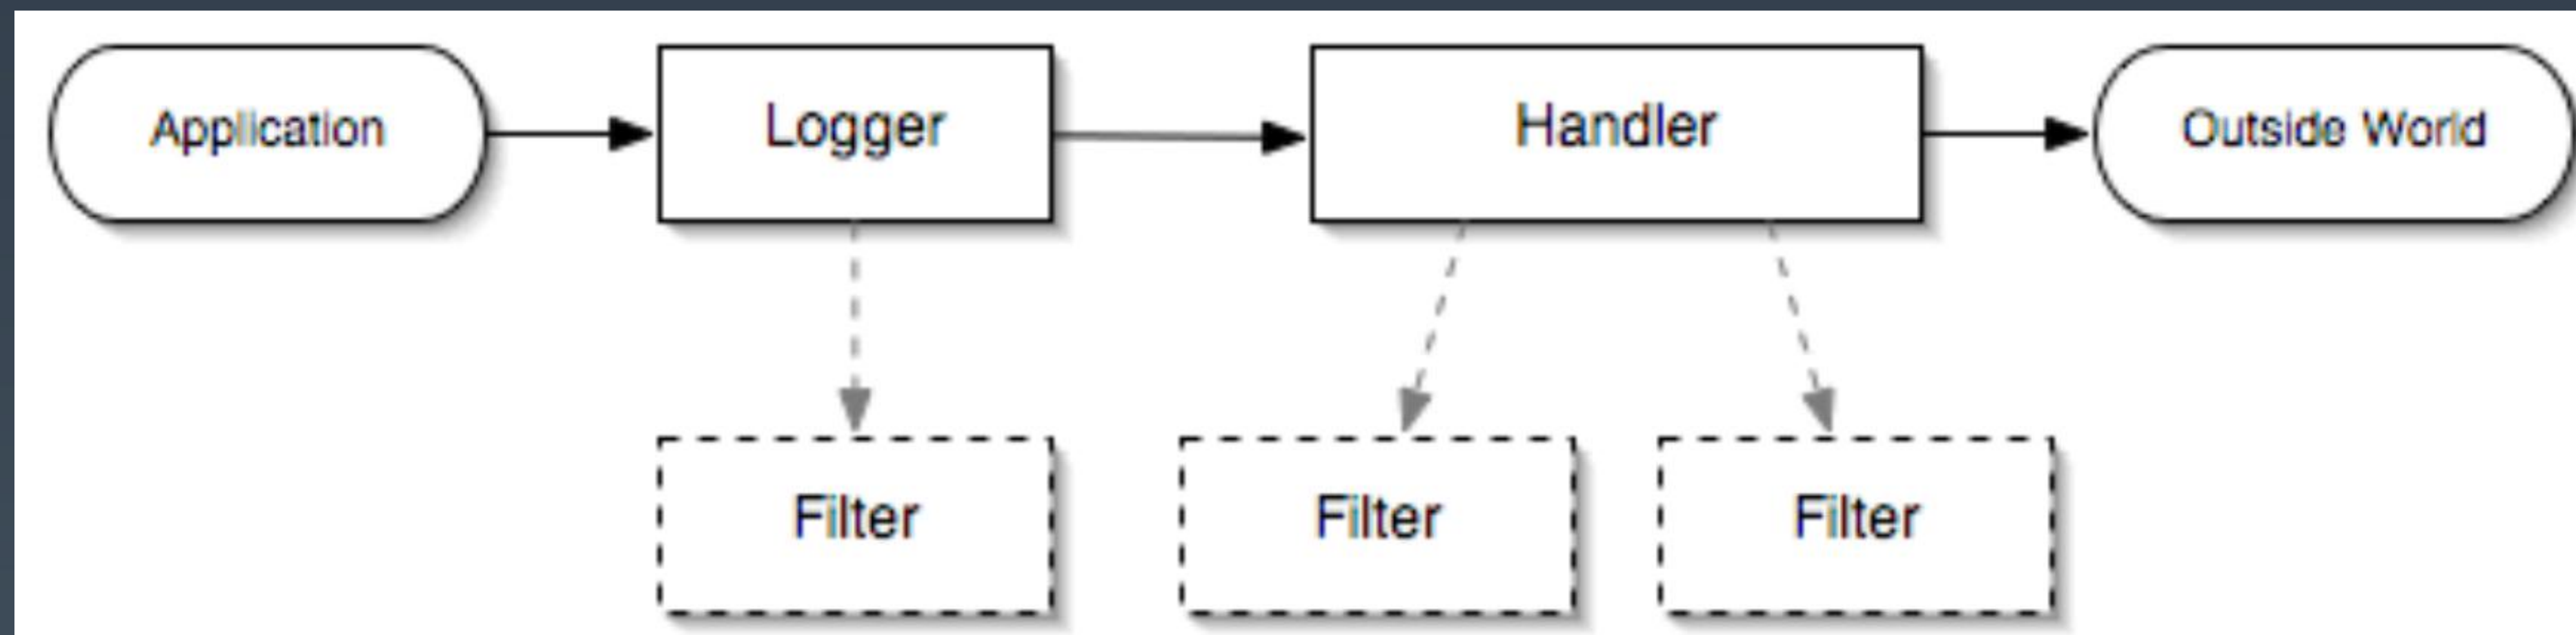 Application
Logger
Handler
Outside World
Filter
Filter
Filter